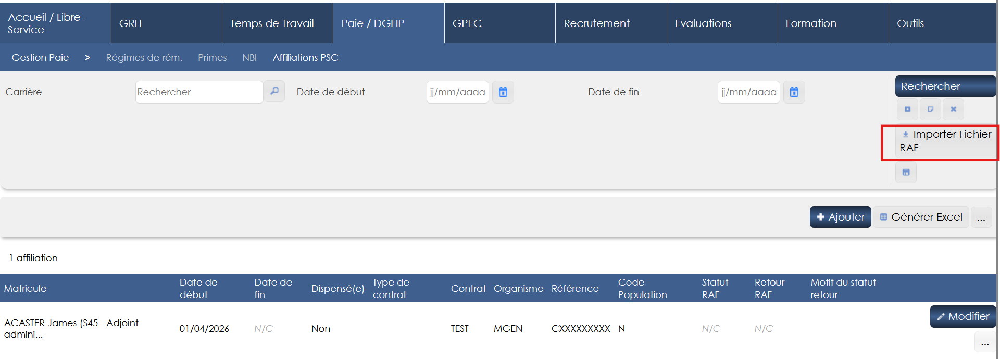 Accueil / Libre-
Service
GRH
Temps de Travail
Paie / DGFIP
GPEC
Recrutement
Evaluations
Formation
Outils
Gestion Paie > Régimes de rém. Primes NBI Affiliations PSC
Carrière
Rechercher
Date de début
jj/mm/aaaa
Date de fin
jj/mm/aaaa
Rechercher
Importer Fichier
RAF
Ajouter
Générer Excel
...
1 affiliation
Matricule
Date de
début
Date de
fin
Dispensé(e)
Type de
contrat
Contrat
Organisme
Référence
Code
Population
Statut
RAF
Retour
RAF
Motif du statut
retour
ACASTER James (S45 - Adjoint
admini...
01/04/2026
N/C
Non
TEST
MGEN
CXXXXXXXXX
N
N/C
N/C
Modifier
...